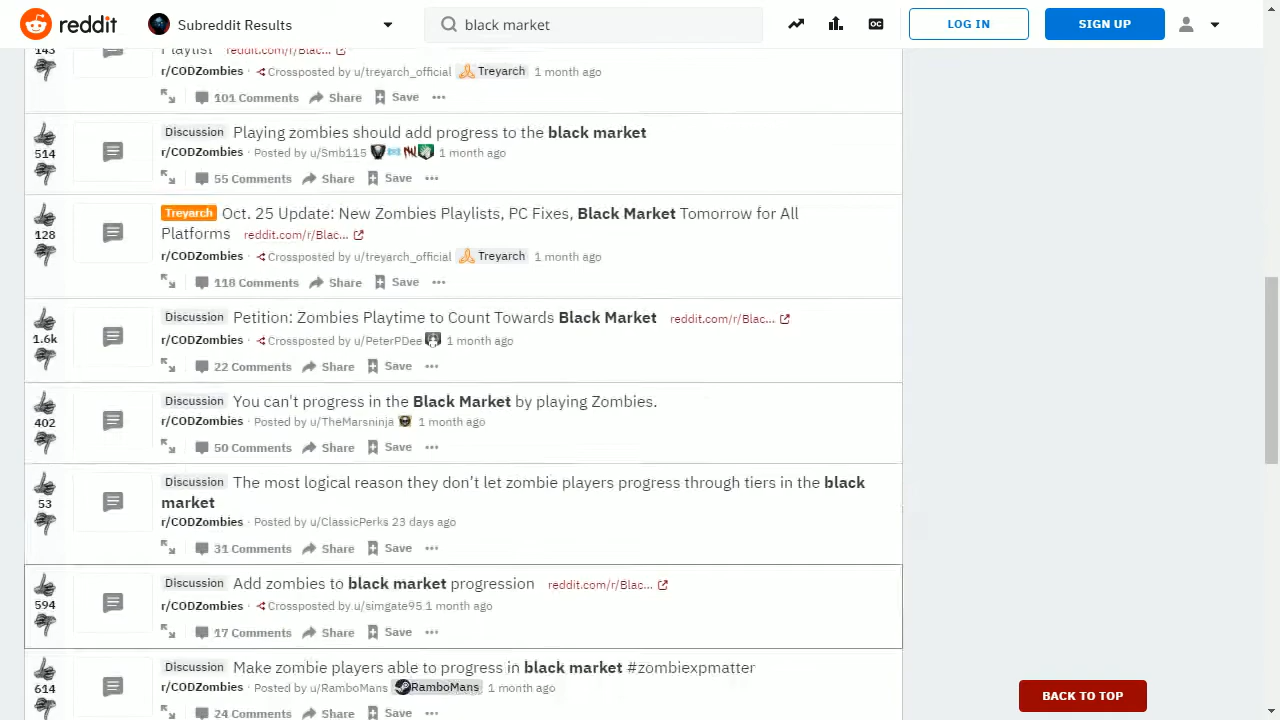 reddit Subreddit Results black market LOG IN SIGN UP
143 Playlist reddit.com/r/Blac...
r/CODZombies · Crossposted by u/treyarch_official Treyarch 1 month ago
101 Comments Share Save ...
Discussion Playing zombies should add progress to the black market
514 r/CODZombies · Posted by u/Smb115 1 month ago
55 Comments Share Save ...
Treyarch Oct. 25 Update: New Zombies Playlists, PC Fixes, Black Market Tomorrow for All
128 Platforms reddit.com/r/Blac...
r/CODZombies · Crossposted by u/treyarch_official Treyarch 1 month ago
118 Comments Share Save ...
Discussion Petition: Zombies Playtime to Count Towards Black Market reddit.com/r/Blac...
1.6k r/CODZombies · Crossposted by u/PeterPDee 1 month ago
22 Comments Share Save ...
Discussion You can't progress in the Black Market by playing Zombies.
402 r/CODZombies · Posted by u/TheMarsninja 1 month ago
50 Comments Share Save ...
Discussion The most logical reason they don't let zombie players progress through tiers in the black
53 market
r/CODZombies · Posted by u/ClassicPerks 23 days ago
31 Comments Share Save ...
Discussion Add zombies to black market progression reddit.com/r/Blac...
594 r/CODZombies · Crossposted by u/simgate95 1 month ago
17 Comments Share Save ...
Discussion Make zombie players able to progress in black market #zombiexpmatter
614 r/CODZombies · Posted by u/RamboMans RamboMans 1 month ago
24 Comments Share Save ...
BACK TO TOP